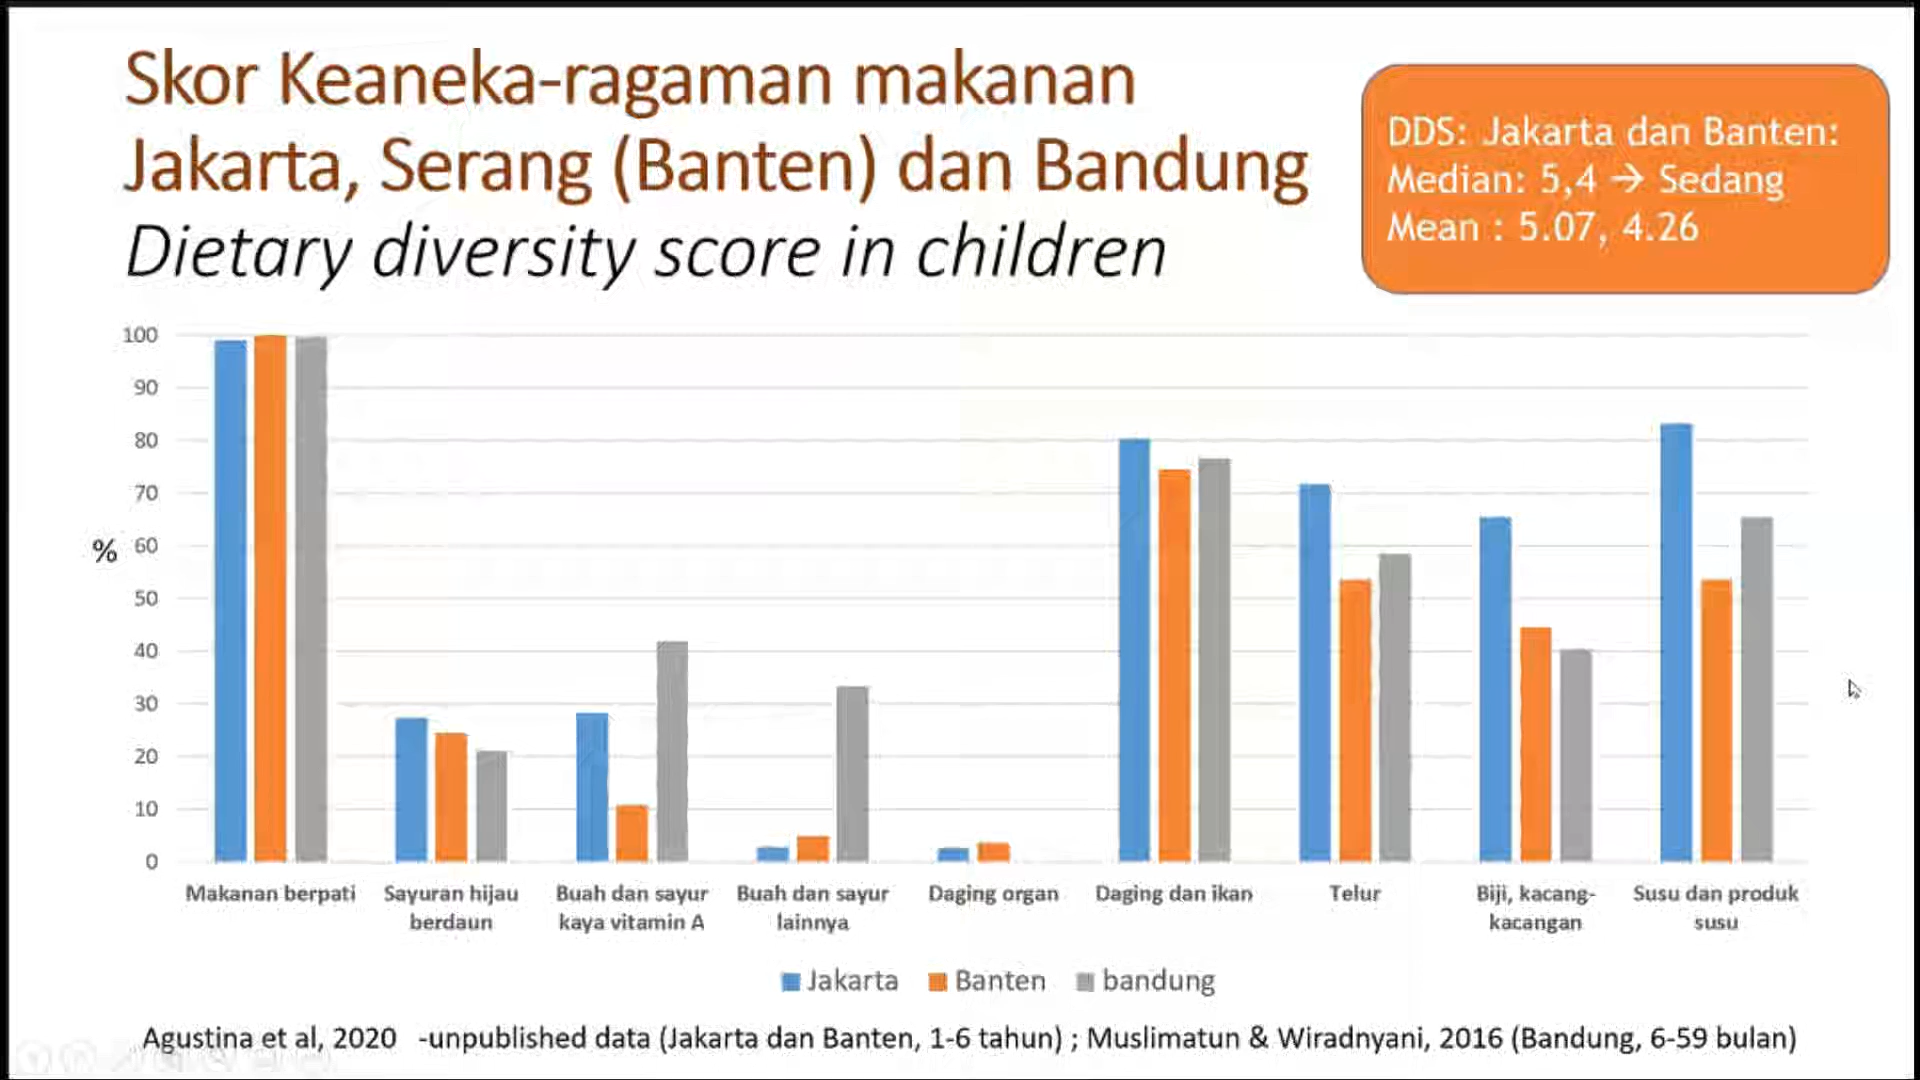 Skor Keaneka-ragaman makanan
Jakarta, Serang (Banten) dan Bandung
Dietary diversity score in children
DDS: Jakarta dan Banten:
Median: 5,4 → Sedang
Mean : 5.07, 4.26
100
90
80
70
60
50
40
30
20
10
0
%
Makanan berpati
Sayuran hijau
berdaun
Buah dan sayur
kaya vitamin A
Buah dan sayur
lainnya
Daging organ
Daging dan ikan
Telur
Biji, kacang-
kacangan
Susu dan produk
susu
Jakarta
Banten
bandung
Agustina et al, 2020 -unpublished data (Jakarta dan Banten, 1-6 tahun) ; Muslimatun & Wiradnyani, 2016 (Bandung, 6-59 bulan)